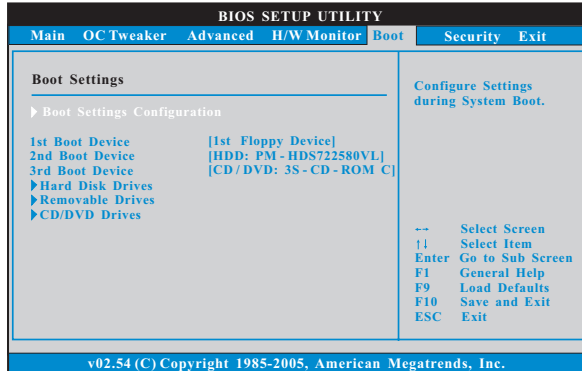 BIOS SETUP UTILITY
Main OC Tweaker Advanced H/W Monitor Boot Security Exit
Boot Settings
Boot Settings Configuration
1st Boot Device [1st Floppy Device]
2nd Boot Device [HDD: PM - HDS722580VL]
3rd Boot Device [CD / DVD: 3S - CD - ROM C]
Hard Disk Drives
Removable Drives
CD/DVD Drives
Configure Settings
during System Boot.
←→ Select Screen
↑↓ Select Item
Enter Go to Sub Screen
F1 General Help
F9 Load Defaults
F10 Save and Exit
ESC Exit
v02.54 (C) Copyright 1985-2005, American Megatrends, Inc.